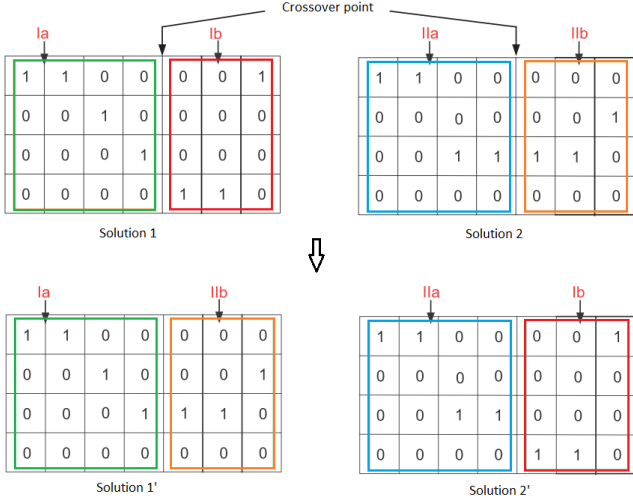 Crossover point
Ia Ib IIa IIb
1 1 0 0 0 0 1 1 1 0 0 0 0 0
0 0 1 0 0 0 0 0 0 0 0 0 0 1
0 0 0 1 0 0 0 0 0 1 1 1 1 0
0 0 0 0 1 1 0 0 0 0 0 0 0 0
Solution 1 Solution 2
Ia IIb IIa Ib
1 1 0 0 0 0 0 1 1 0 0 0 0 1
0 0 1 0 0 0 1 0 0 0 0 0 0 0
0 0 0 1 1 1 0 0 0 1 1 0 0 0
0 0 0 0 0 0 0 0 0 0 0 1 1 0
Solution 1' Solution 2'